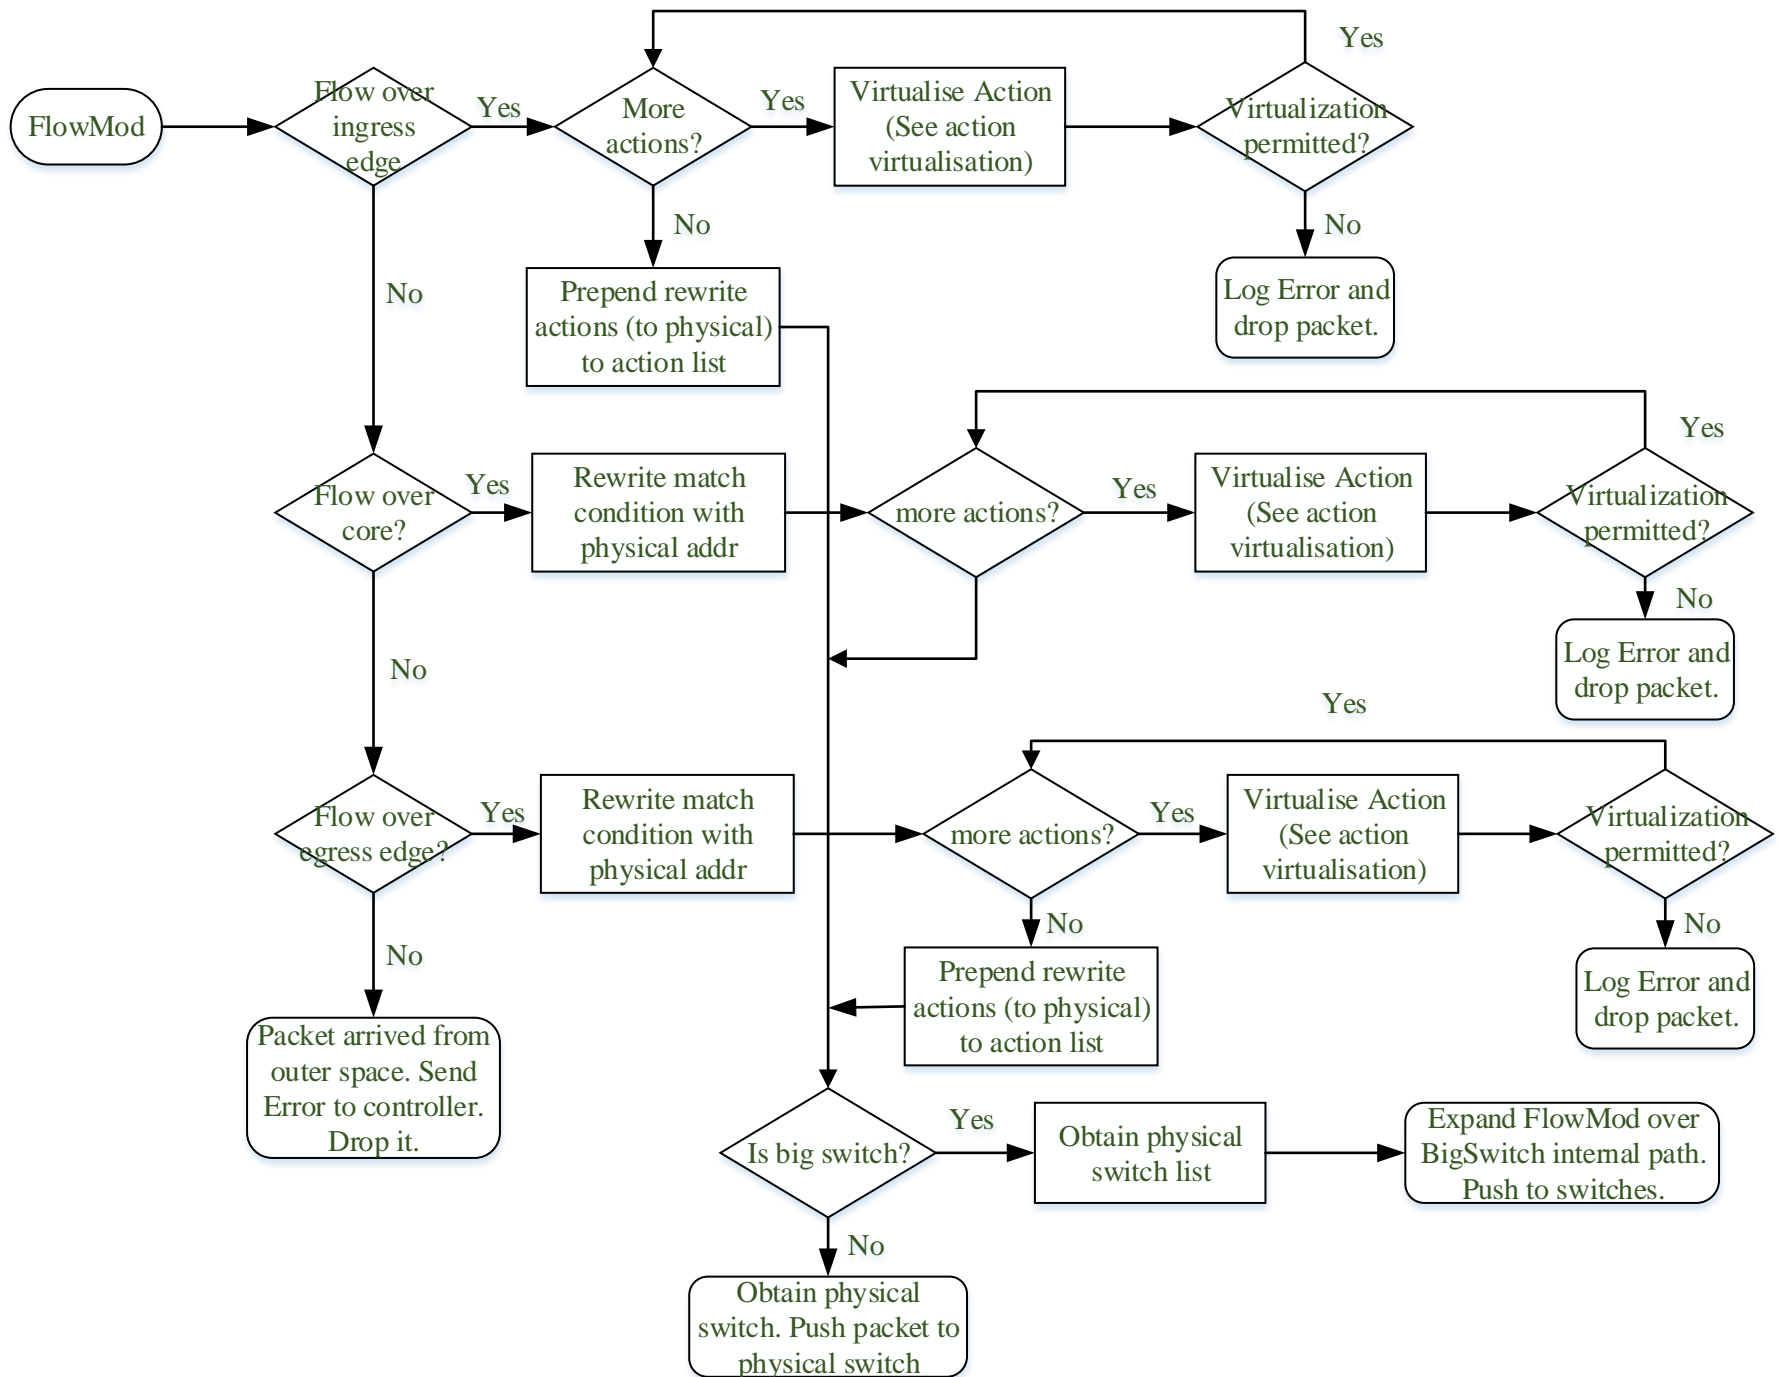 FlowMod
Flow over
ingress
edge
Yes
More
actions?
Yes
Virtualise Action
(See action
virtualisation)
Virtualization
permitted?
Yes
No
Log Error and
drop packet.
No
Prepend rewrite
actions (to physical)
to action list
No
Flow over
core?
Yes
Rewrite match
condition with
physical addr
more actions?
Yes
Virtualise Action
(See action
virtualisation)
Virtualization
permitted?
Yes
No
Log Error and
drop packet.
No
Flow over
egress edge?
Yes
Rewrite match
condition with
physical addr
more actions?
Yes
Virtualise Action
(See action
virtualisation)
Virtualization
permitted?
Yes
No
Log Error and
drop packet.
No
Prepend rewrite
actions (to physical)
to action list
No
Packet arrived from
outer space. Send
Error to controller.
Drop it.
Is big switch?
Yes
Obtain physical
switch list
Expand FlowMod over
BigSwitch internal path.
Push to switches.
No
Obtain physical
switch. Push packet to
physical switch